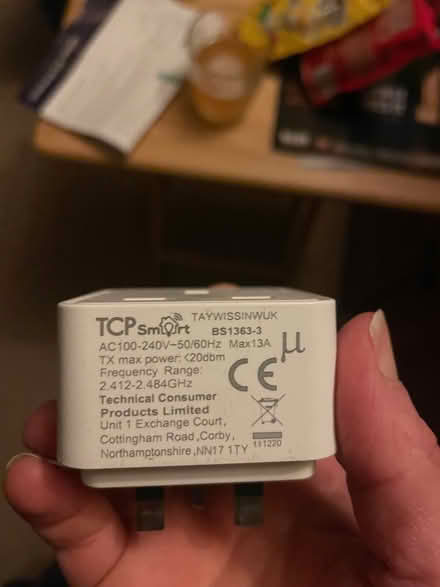 TCP Smart TAYWISSINWUK
BS1363-3
AC100-240V~50/60Hz Max13A
TX max power: <20dbm
Frequency Range:
2.412-2.484GHz
Technical Consumer
Products Limited
Unit 1 Exchange Court,
Cottingham Road ,Corby,
Northamptonshire ,NN17 1TY
µ
CE
111220